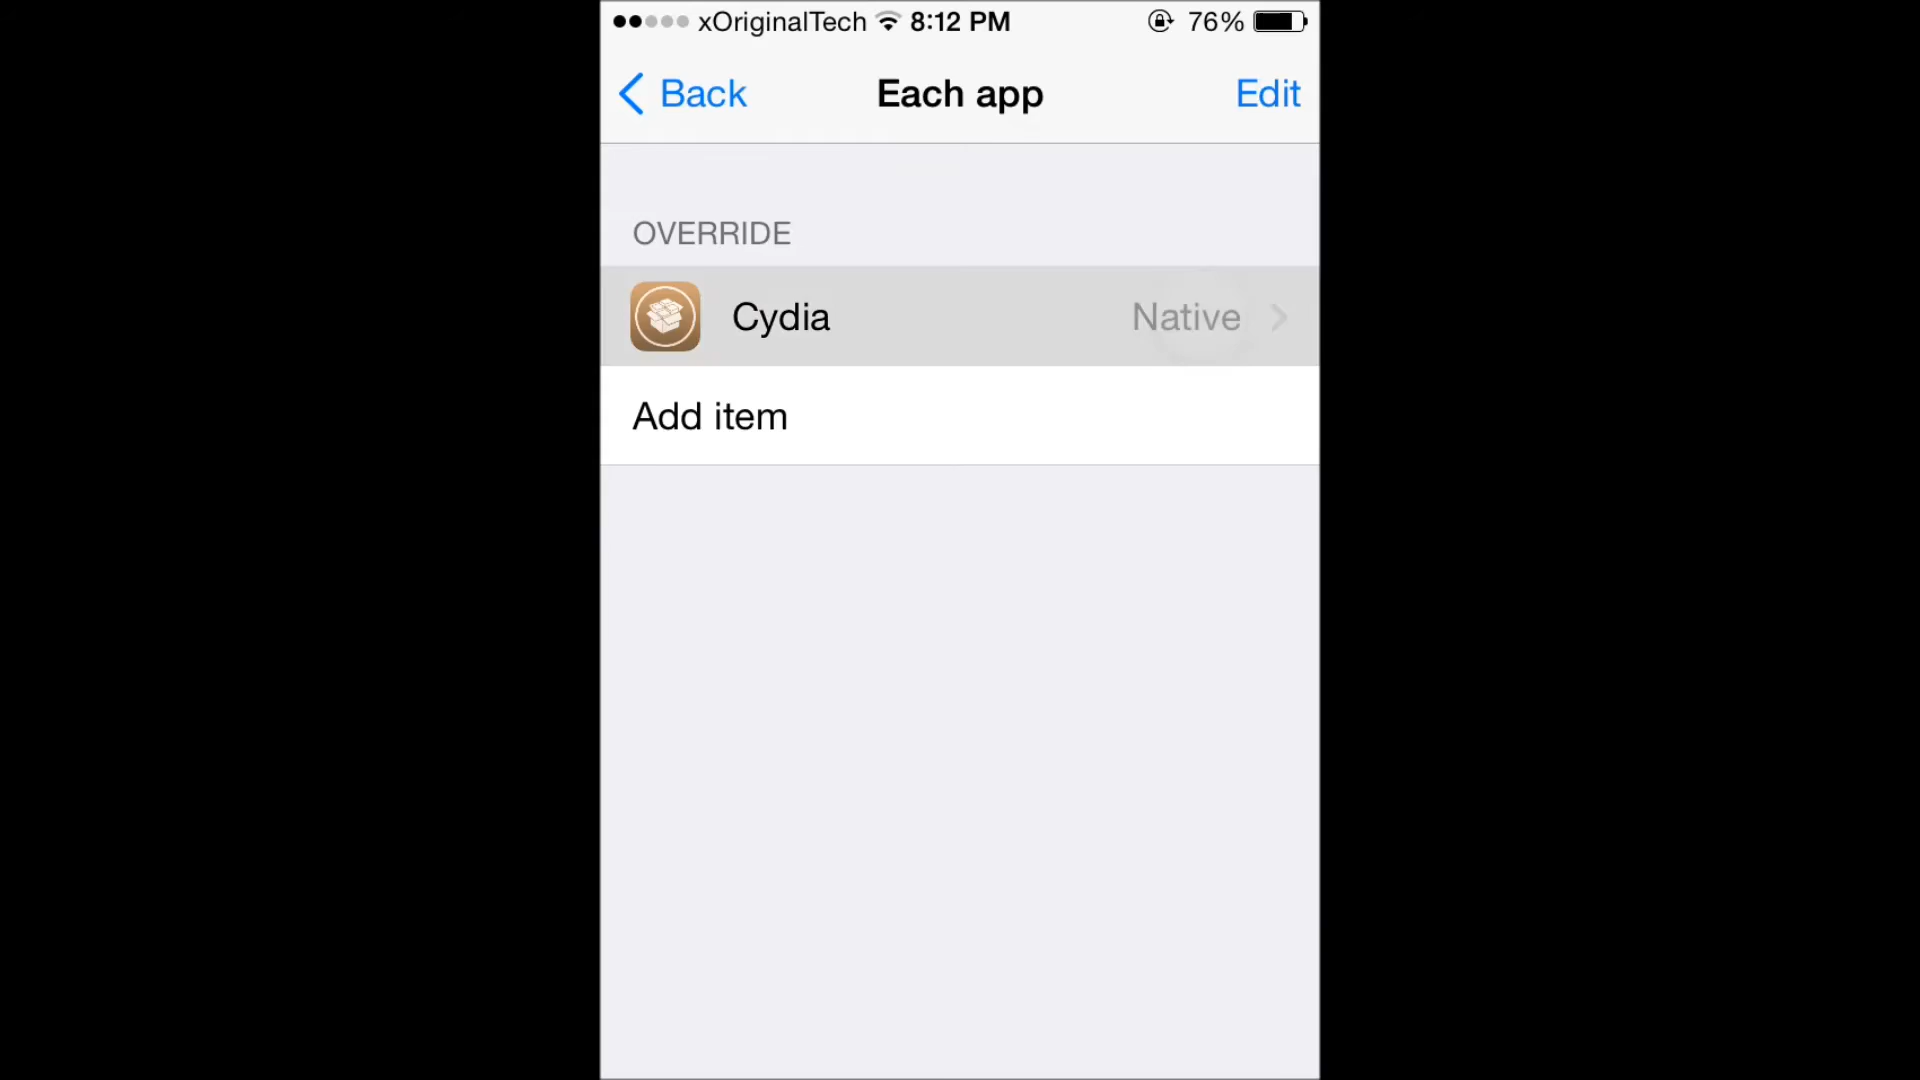 xOriginalTech 8:12 PM 76%
Back Each app Edit
OVERRIDE
Cydia Native
Add item